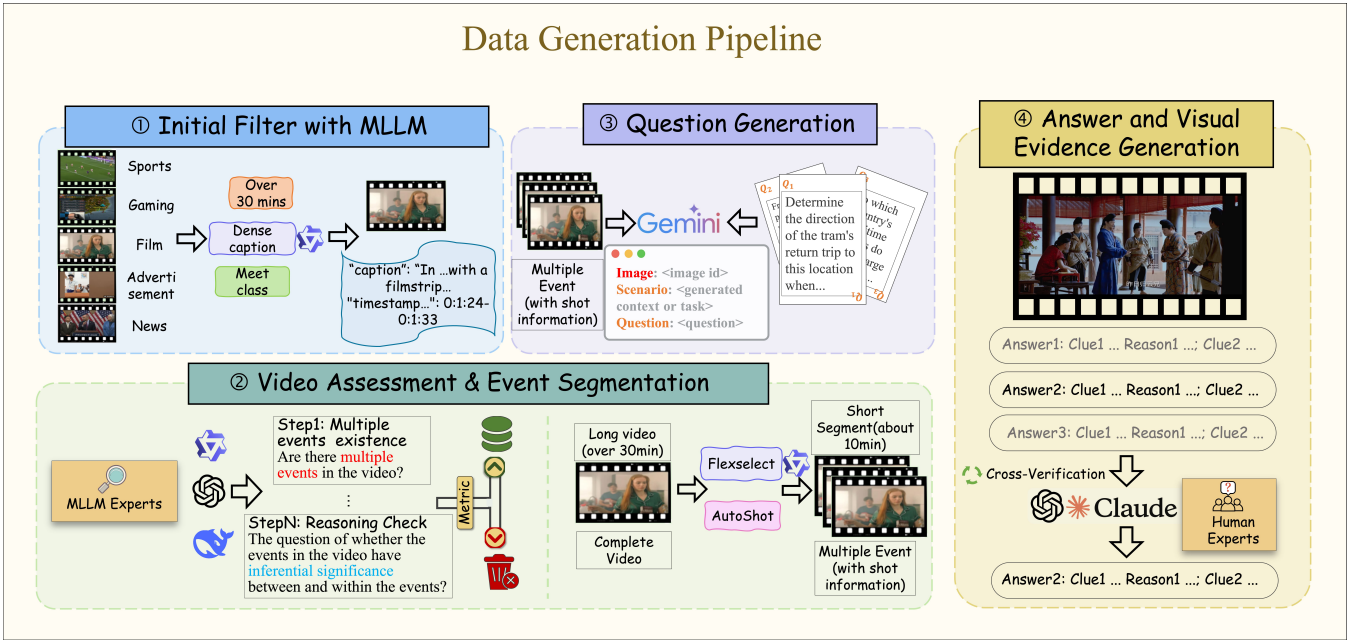 Data Generation Pipeline
① Initial Filter with MLLM
Sports
Gaming
Film
Adverti
sement
News
Over
30 mins
Dense
caption
Meet
class
“caption”: “In ...with a
filmstrip...
"timestamp...": 0:1:24-
0:1:33
③ Question Generation
Multiple
Event
(with shot
information)
Gemini
Image: <image id>
Scenario: <generated
context or task>
Question: <question>
Q2
Q1
Determine
the direction
of the tram's
return trip to
this location
when...
Q1
which
time
do
② Video Assessment & Event Segmentation
MLLM Experts
Step1: Multiple
events existence
Are there multiple
events in the video?
⋮
StepN: Reasoning Check
The question of whether the
events in the video have
inferential significance
between and within the events?
Metric
Long video
(over 30min)
Complete
Video
Flexselect
AutoShot
Short
Segment(about
10min)
Multiple Event
(with shot
information)
④ Answer and Visual
Evidence Generation
Answer1: Clue1 ... Reason1 ...; Clue2 ...
Answer2: Clue1 ... Reason1 ...; Clue2 ...
Answer3: Clue1 ... Reason1 ...; Clue2 ...
Cross-Verification
Claude
Human
Experts
Answer2: Clue1 ... Reason1 ...; Clue2 ...